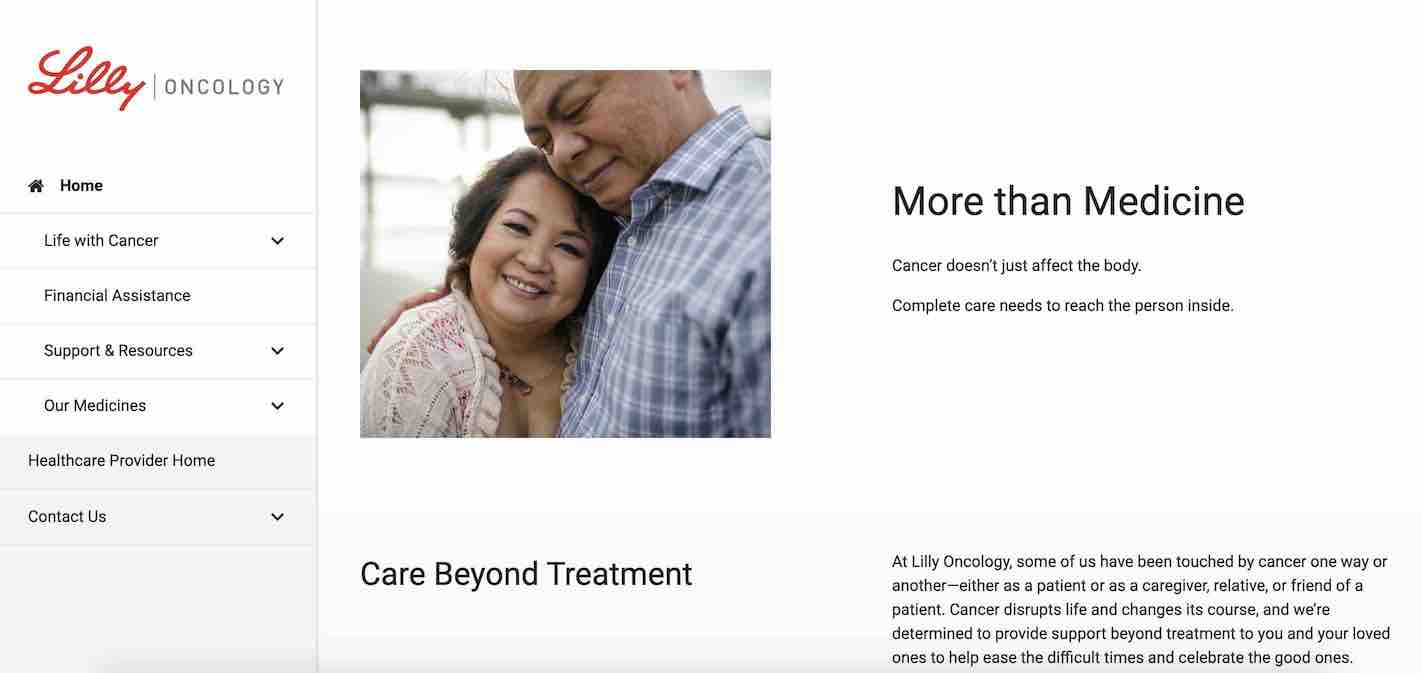 Lilly | ONCOLOGY
Home
Life with Cancer
Financial Assistance
Support & Resources
Our Medicines
Healthcare Provider Home
Contact Us
More than Medicine
Cancer doesn’t just affect the body.
Complete care needs to reach the person inside.
Care Beyond Treatment
At Lilly Oncology, some of us have been touched by cancer one way or
another—either as a patient or as a caregiver, relative, or friend of a
patient. Cancer disrupts life and changes its course, and we’re
determined to provide support beyond treatment to you and your loved
ones to help ease the difficult times and celebrate the good ones.